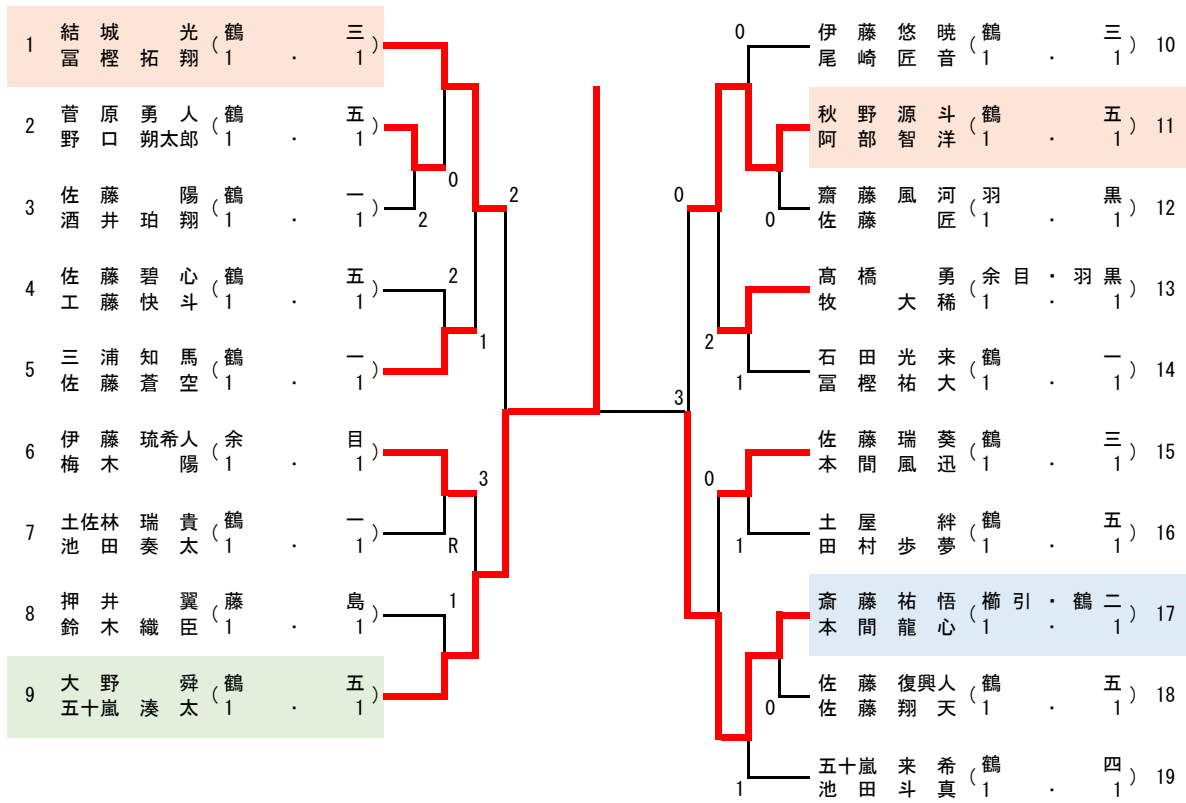 1 結城 光 (鶴 三)
冨樫拓翔 1 ・ 1
2 菅原勇人 (鶴 五)
野口朔太郎 1 ・ 1
3 佐藤 陽 (鶴 一)
酒井珀翔 1 ・ 1
4 佐藤碧心 (鶴 五)
工藤快斗 1 ・ 1
5 三浦知馬 (鶴 一)
佐藤蒼空 1 ・ 1
6 伊藤琉希人 (余 目)
梅木 陽 1 ・ 1
7 土佐林瑞貴 (鶴 一)
池田奏太 1 ・ 1
8 押井 翼 (藤 島)
鈴木織臣 1 ・ 1
9 大野 舜 (鶴 五)
五十嵐湊太 1 ・ 1
0
2
2
1
3
R
1
2
0
0
0
2
1
3
0
1
0
1
伊藤悠暁 (鶴 三) 10
尾崎匠音 1 ・ 1
秋野源斗 (鶴 五) 11
阿部智洋 1 ・ 1
齋藤風河 (羽 黒) 12
佐藤 匠 1 ・ 1
髙橋 勇 (余目・羽黒) 13
牧 大稀 1 ・ 1
石田光来 (鶴 一) 14
冨樫祐大 1 ・ 1
佐藤瑞葵 (鶴 三) 15
本間風迅 1 ・ 1
土屋 絆 (鶴 五) 16
田村歩夢 1 ・ 1
斎藤祐悟 (櫛引・鶴二) 17
本間龍心 1 ・ 1
佐藤復興人 (鶴 五) 18
佐藤翔天 1 ・ 1
五十嵐来希 (鶴 四) 19
池田斗真 1 ・ 1